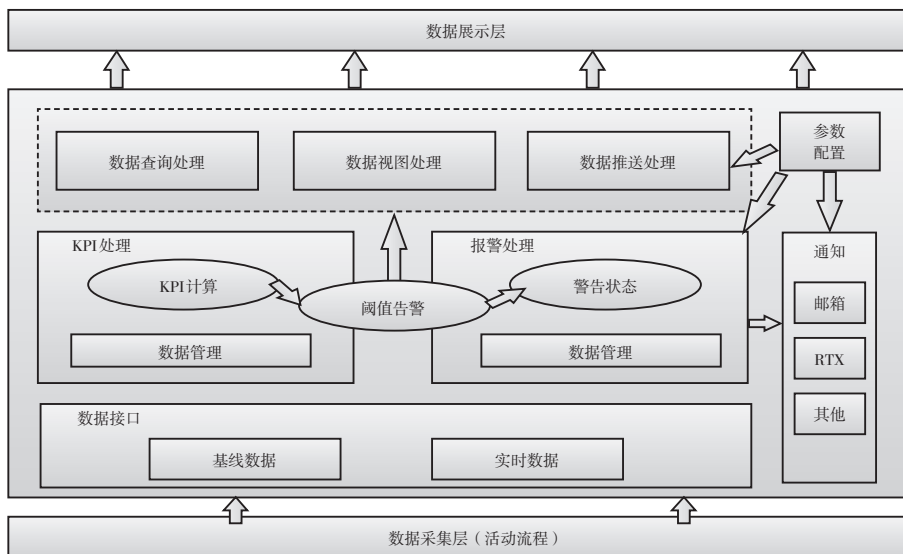 数据展示层
数据查询处理
数据视图处理
数据推送处理
参数
配置
KPI处理
KPI计算
阈值告警
数据管理
报警处理
警告状态
数据管理
通知
邮箱
RTX
其他
数据接口
基线数据
实时数据
数据采集层（活动流程）